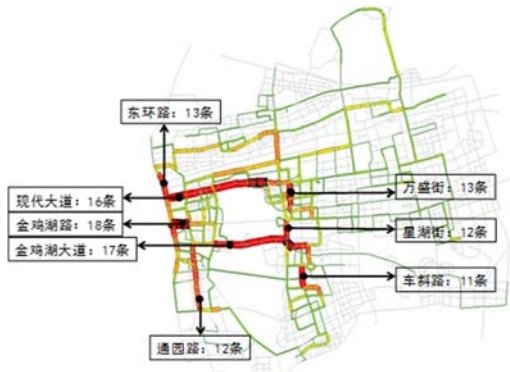 东环路：13条
现代大道：16条
万盛街：13条
金鸡湖路：18条
星湖街：12条
金鸡湖大道：17条
车斜路：11条
通园路：12条